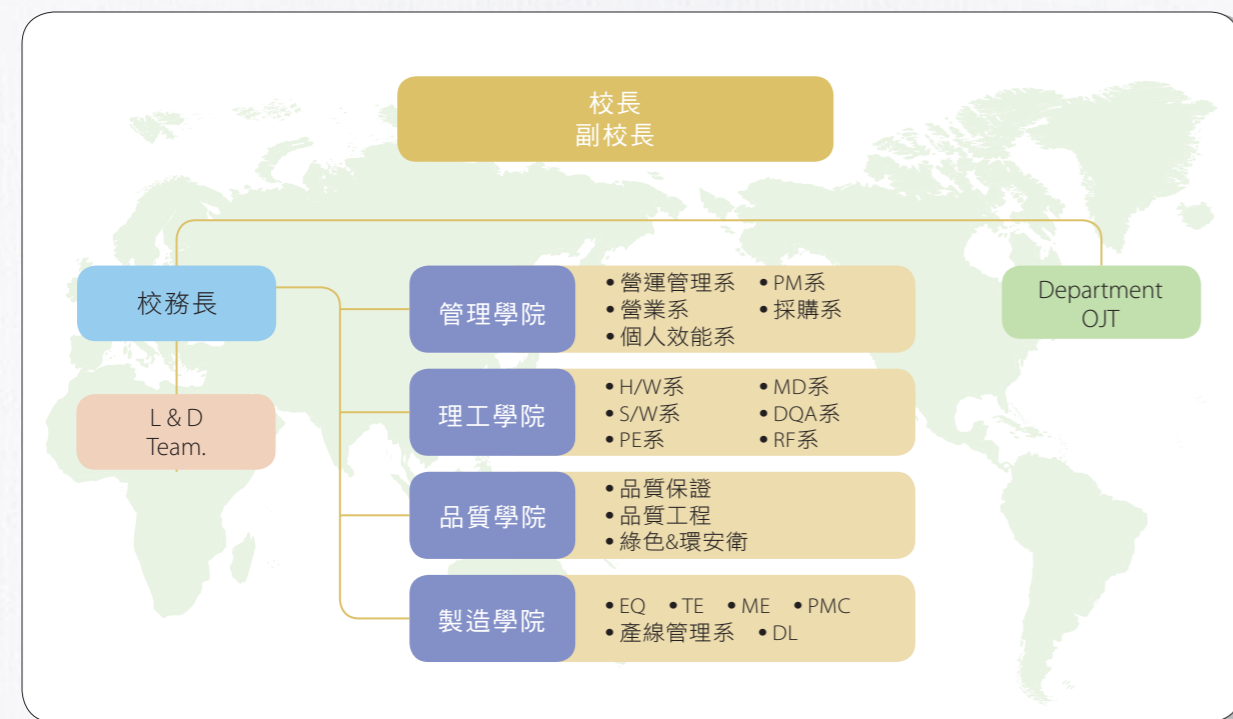 校長
副校長
校務長
L & D
Team.
管理學院
•營運管理系 •PM系
•營業系 •採購系
•個人效能系
理工學院
•H/W系 •MD系
•S/W系 •DQA系
•PE系 •RF系
品質學院
•品質保證
•品質工程
•綠色&環安衛
製造學院
•EQ •TE •ME •PMC
•產線管理系 •DL
Department
OJT